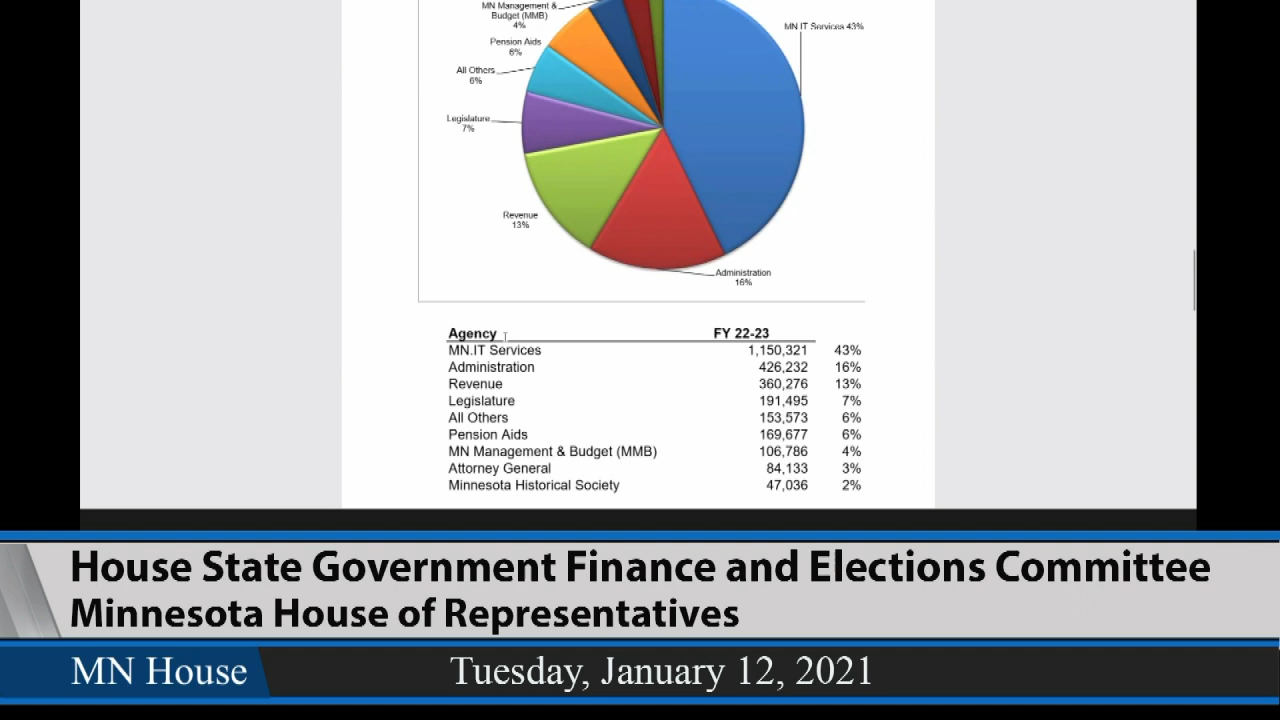 MN Management &
Budget (MMB)
4%
MN.IT Services 43%
Pension Aids
6%
All Others
6%
Legislature
7%
Revenue
13%
Administration
16%
Agency FY 22-23
MN.IT Services 1,150,321 43%
Administration 426,232 16%
Revenue 360,276 13%
Legislature 191,495 7%
All Others 153,573 6%
Pension Aids 169,677 6%
MN Management & Budget (MMB) 106,786 4%
Attorney General 84,133 3%
Minnesota Historical Society 47,036 2%
House State Government Finance and Elections Committee
Minnesota House of Representatives
MN House Tuesday, January 12, 2021